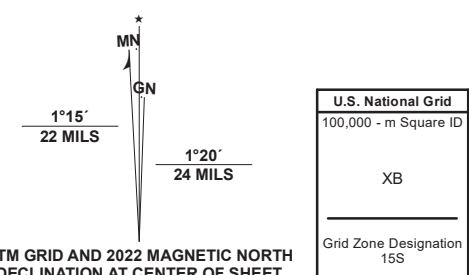 MN
GN
1°15´
22 MILS
1°20´
24 MILS
TM GRID AND 2022 MAGNETIC NORTH
DECLINATION AT CENTER OF SHEET
U.S. National Grid
100,000 - m Square ID
XB
Grid Zone Designation
15S